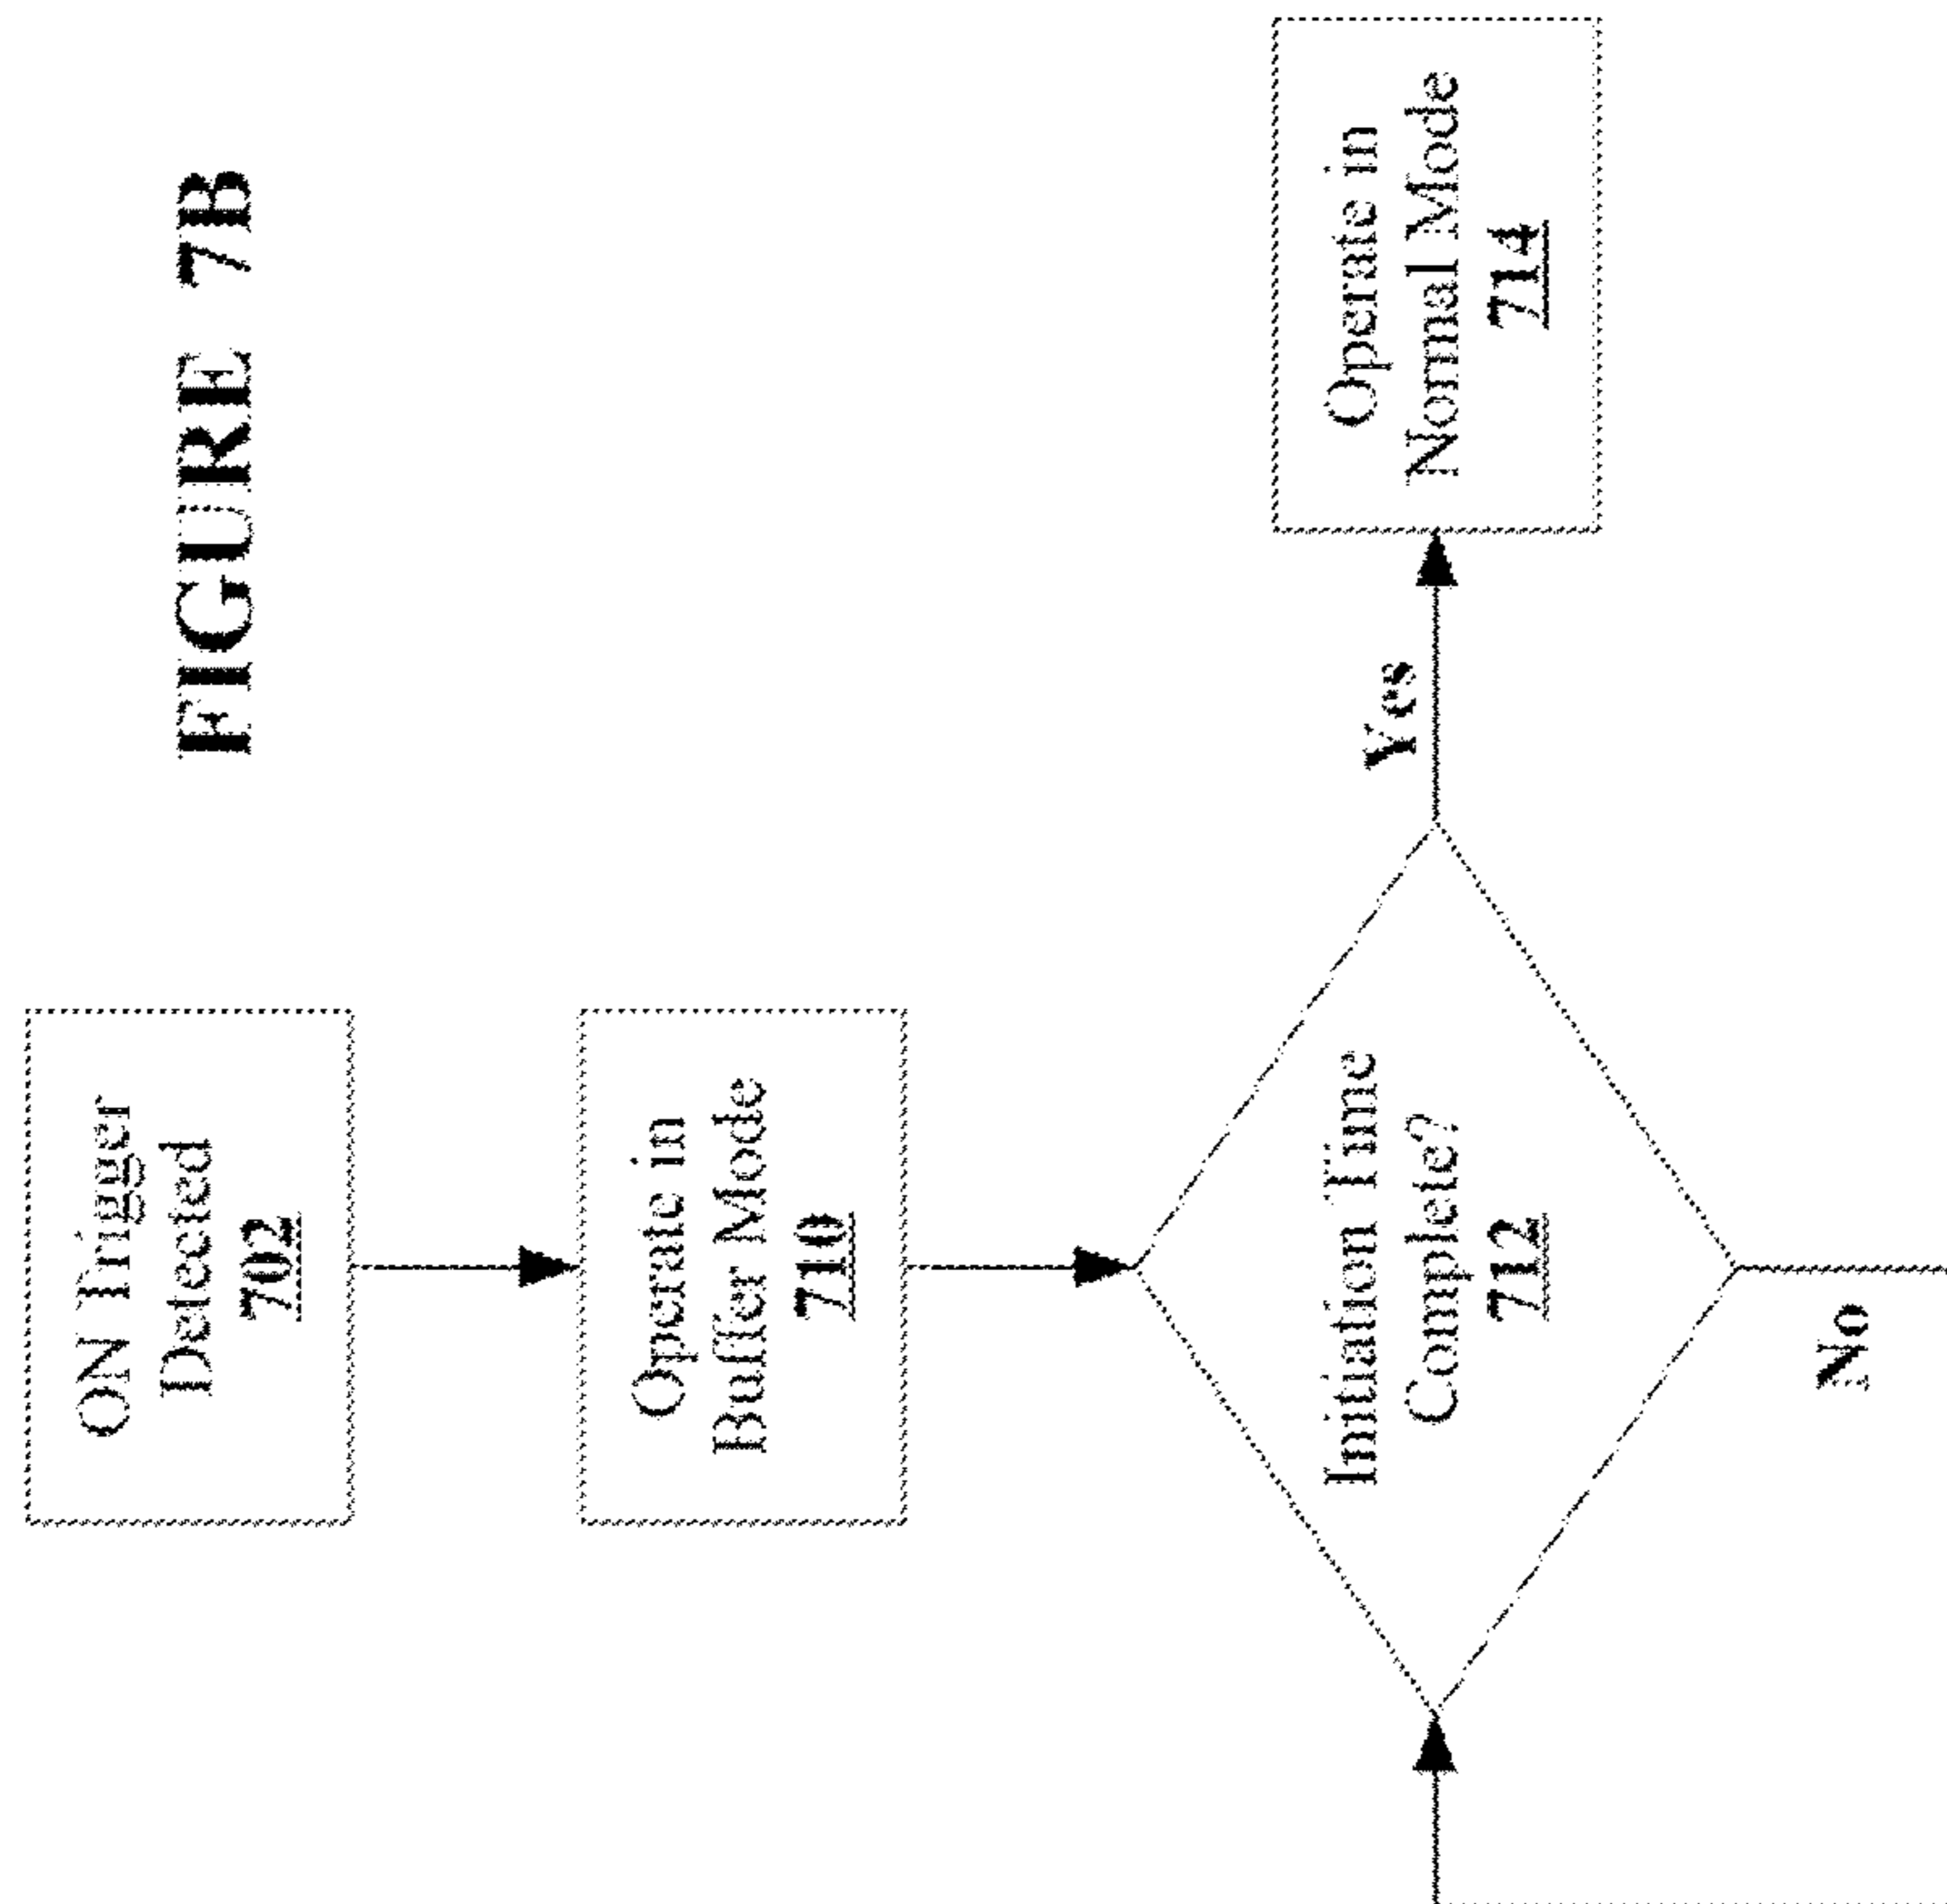 FIGURE 7B
ON Trigger
Detected
702
Operate in
Buffer Mode
710
Initiation Time
Complete?
712
Yes
Operate in
Normal Mode
714
No